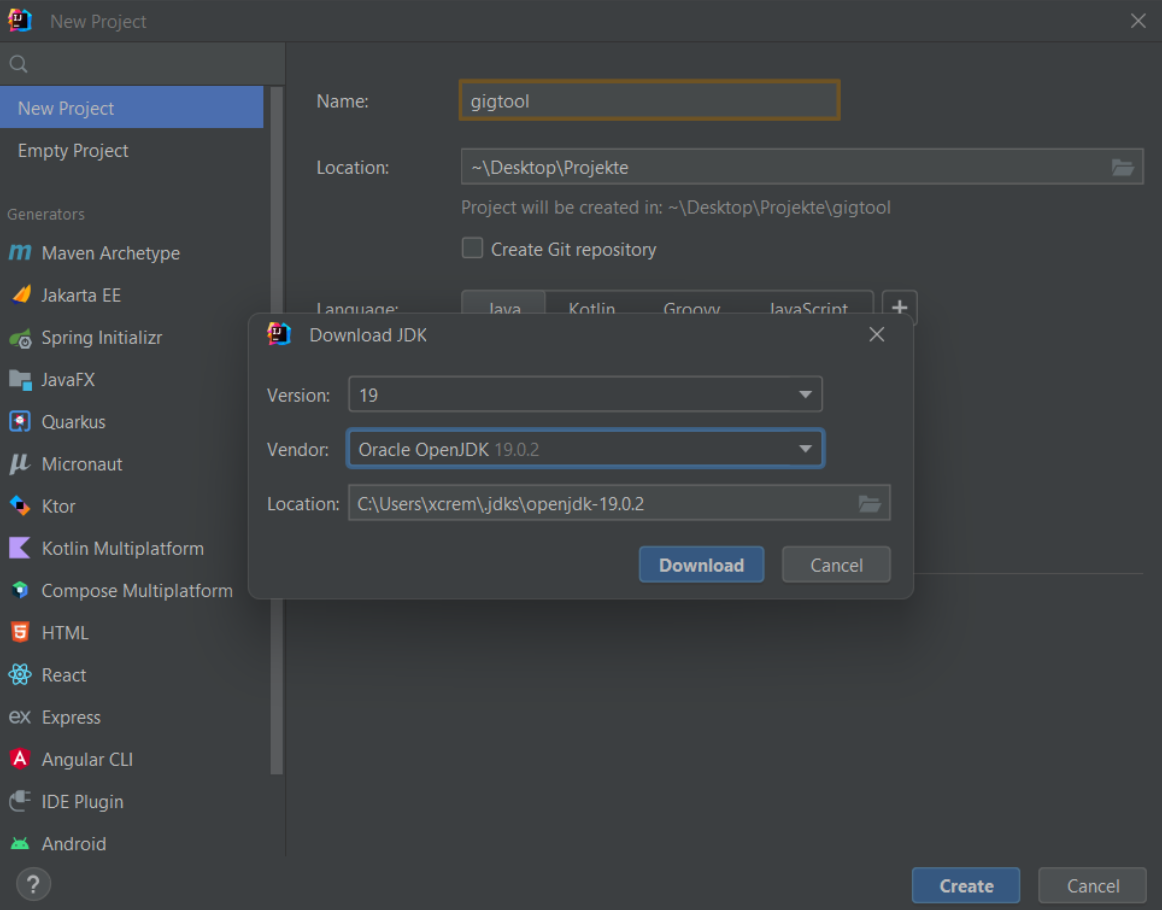 New Project
New Project
Empty Project
Generators
Maven Archetype
Jakarta EE
Spring Initializr
JavaFX
Quarkus
Micronaut
Ktor
Kotlin Multiplatform
Compose Multiplatform
HTML
React
ex Express
Angular CLI
IDE Plugin
Android
?
Name: gigtool
Location: ~\Desktop\Projekte
Project will be created in: ~\Desktop\Projekte\gigtool
Create Git repository
Language: Java Kotlin Groovy JavaScript +
Download JDK
Version: 19
Vendor: Oracle OpenJDK 19.0.2
Location: C:\Users\xcrem\.jdks\openjdk-19.0.2
Download Cancel
Create Cancel